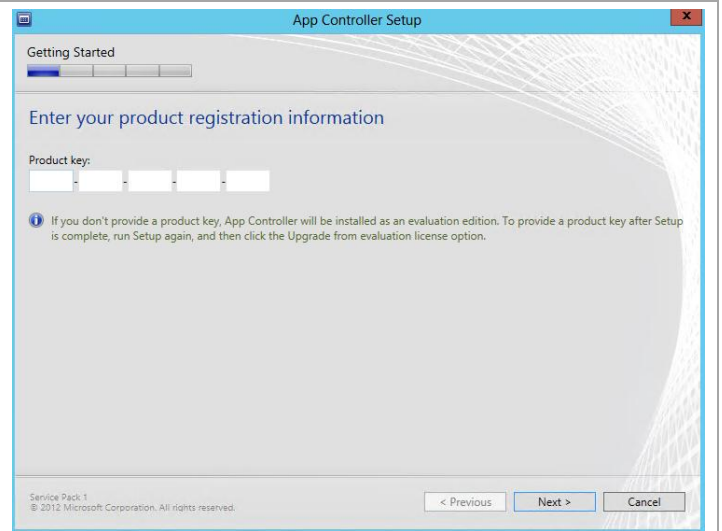 App Controller Setup
x
Getting Started
Enter your product registration information
Product key:
- - - -
If you don't provide a product key, App Controller will be installed as an evaluation edition. To provide a product key after Setup
is complete, run Setup again, and then click the Upgrade from evaluation license option.
Service Pack 1
© 2012 Microsoft Corporation. All rights reserved.
< Previous Next > Cancel